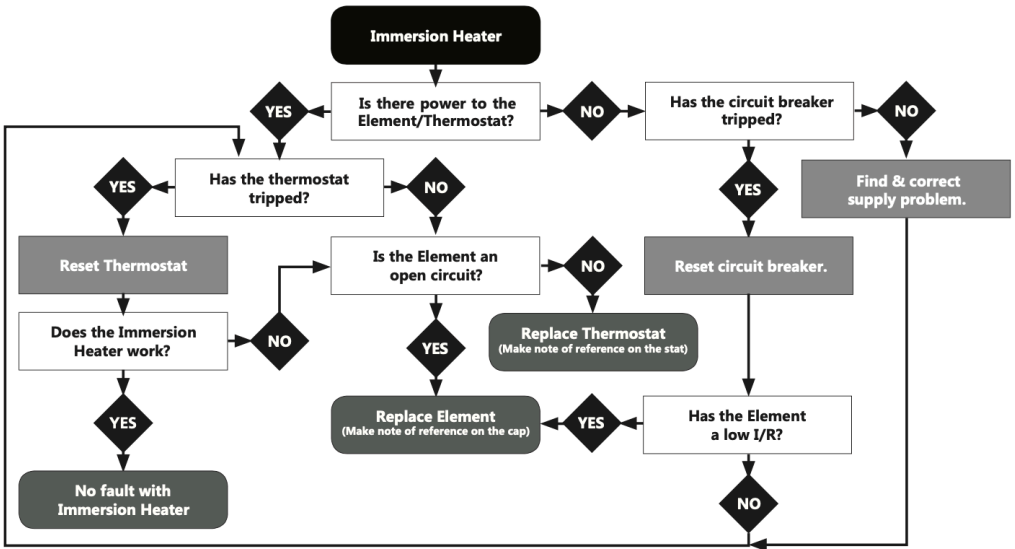 Immersion Heater
YES
Is there power to the
Element/Thermostat?
NO
Has the circuit breaker
tripped?
NO
YES
Has the thermostat
tripped?
NO
YES
Find & correct
supply problem.
Reset Thermostat
Is the Element an
open circuit?
NO
Reset circuit breaker.
Does the Immersion
Heater work?
NO
YES
Replace Thermostat
(Make note of reference on the stat)
YES
Replace Element
(Make note of reference on the cap)
YES
Has the Element
a low I/R?
No fault with
Immersion Heater
NO